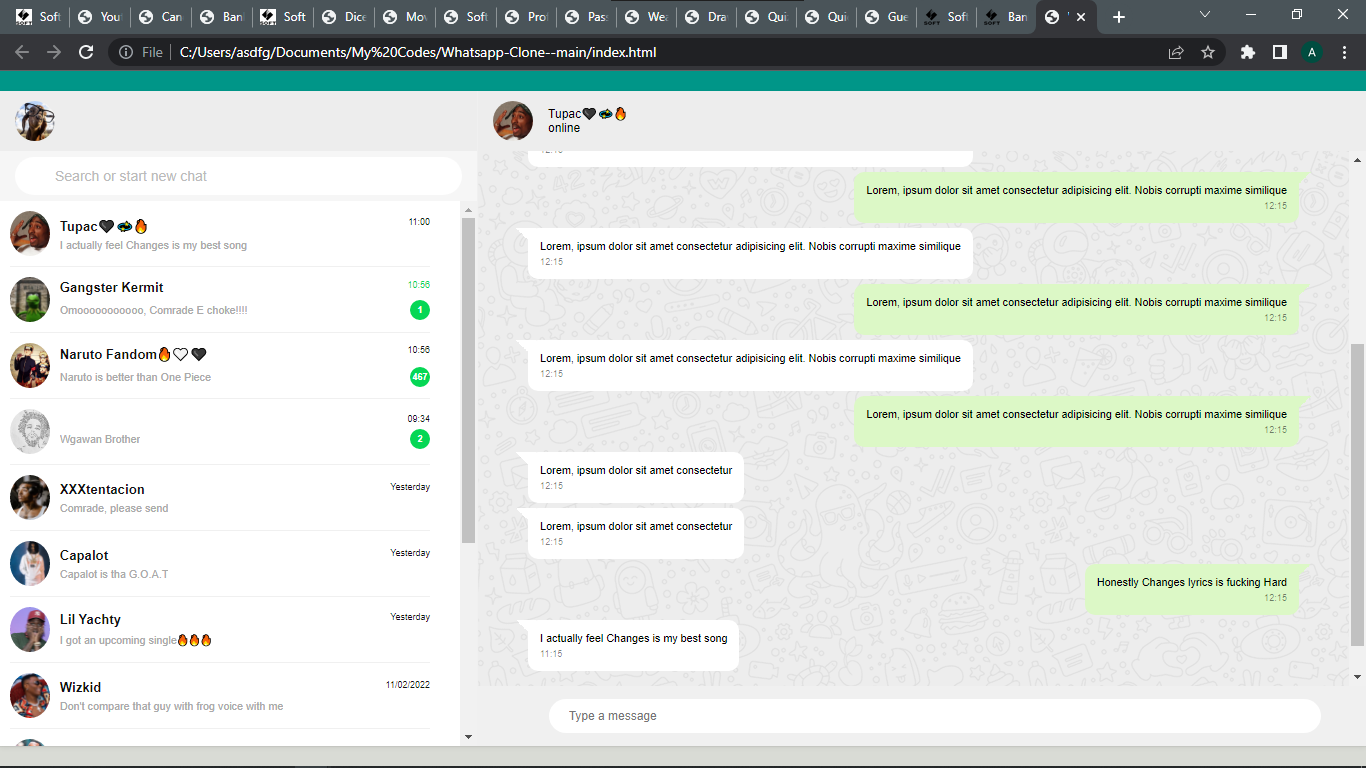 Soft
You
Can
Ban
Soft
Dice
Mov
Soft
Pro
Pas
Wea
Dra
Qui
Qui
Gue
Soft
Ban
File
C:/Users/asdfg/Documents/My%20Codes/Whatsapp-Clone--main/index.html
A
Search or start new chat
Tupac🖤🐲🔥
11:00
I actually feel Changes is my best song
Gangster Kermit
10:56
Omooooooooooo, Comrade E choke!!!!
1
Naruto Fandom🔥🤍🖤
10:56
Naruto is better than One Piece
467
09:34
Wgawan Brother
2
XXXtentacion
Yesterday
Comrade, please send
Capalot
Yesterday
Capalot is tha G.O.A.T
Lil Yachty
Yesterday
I got an upcoming single🔥🔥🔥
Wizkid
11/02/2022
Don't compare that guy with frog voice with me
Tupac🖤🐲🔥
online
12:15
Lorem, ipsum dolor sit amet consectetur adipisicing elit. Nobis corrupti maxime similique
12:15
Lorem, ipsum dolor sit amet consectetur adipisicing elit. Nobis corrupti maxime similique
12:15
Lorem, ipsum dolor sit amet consectetur adipisicing elit. Nobis corrupti maxime similique
12:15
Lorem, ipsum dolor sit amet consectetur adipisicing elit. Nobis corrupti maxime similique
12:15
Lorem, ipsum dolor sit amet consectetur adipisicing elit. Nobis corrupti maxime similique
12:15
Lorem, ipsum dolor sit amet consectetur
12:15
Lorem, ipsum dolor sit amet consectetur
12:15
Honestly Changes lyrics is fucking Hard
12:15
I actually feel Changes is my best song
11:15
Type a message